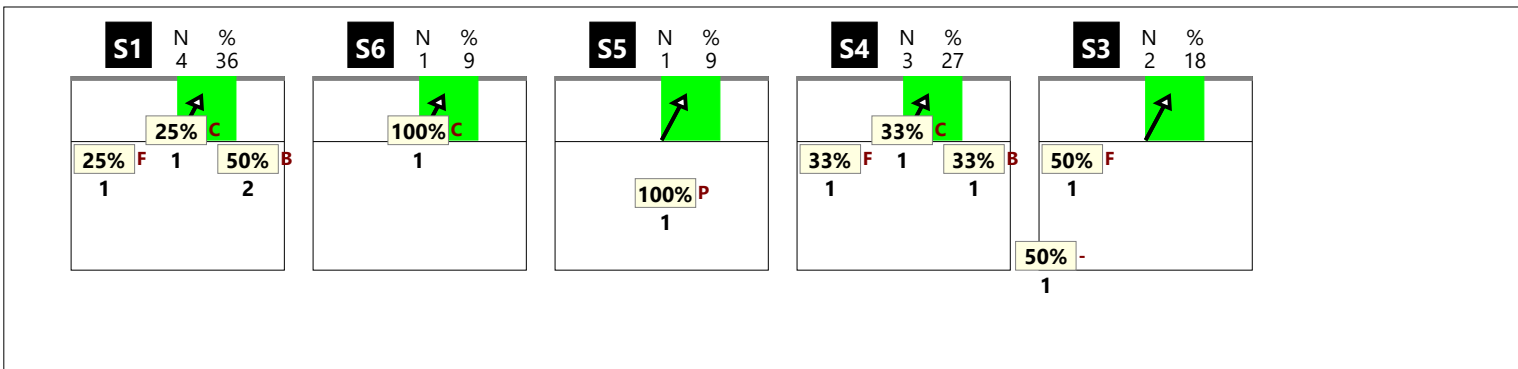 S1 N % 4 36
25% C 1
25% F 1
50% B 2
S6 N % 1 9
100% C 1
S5 N % 1 9
100% P 1
S4 N % 3 27
33% C 1
33% F 1
33% B 1
S3 N % 2 18
50% F 1
50% - 1